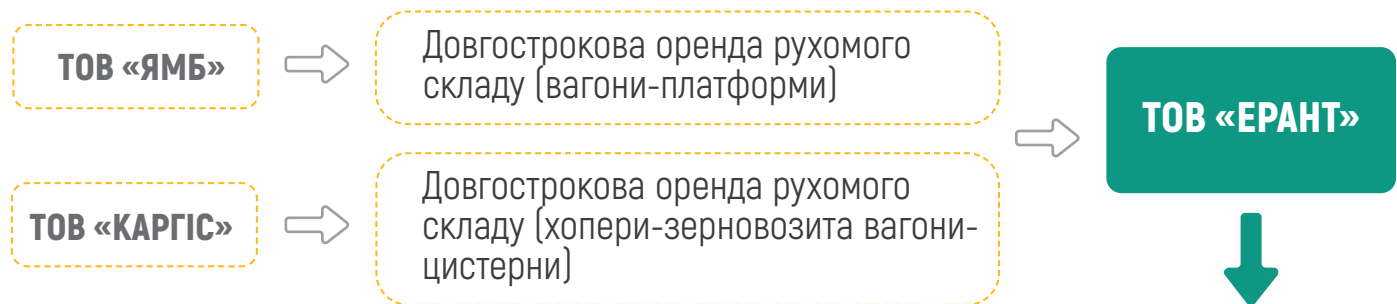 ТОВ «ЯМБ»
Довгострокова оренда рухомого
складу (вагони-платформи)
ТОВ «КАРГІС»
Довгострокова оренда рухомого
складу (хопери-зерновозита вагони-
цистерни)
ТОВ «ЕРАНТ»